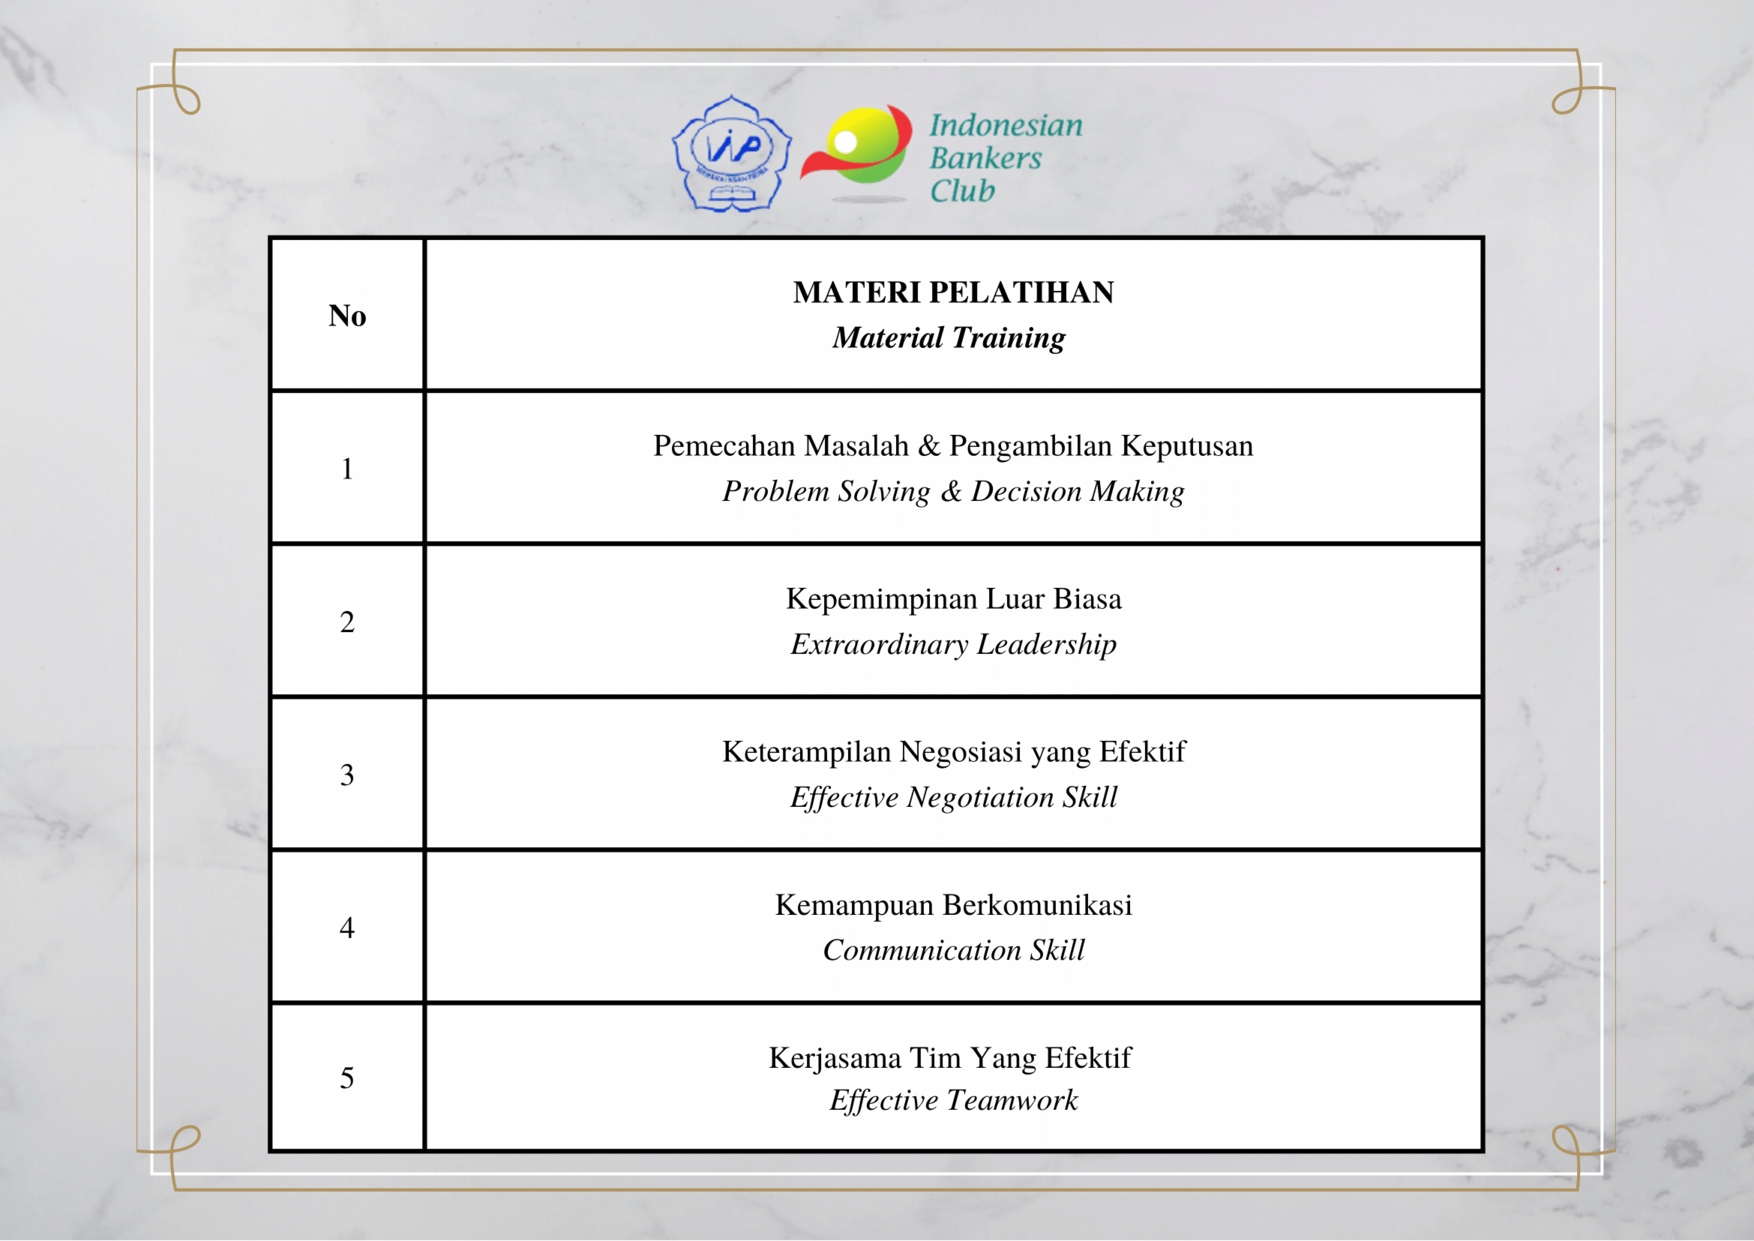 Indonesian
Bankers
Club
No
MATERI PELATIHAN
Material Training
1
Pemecahan Masalah & Pengambilan Keputusan
Problem Solving & Decision Making
2
Kepemimpinan Luar Biasa
Extraordinary Leadership
3
Keterampilan Negosiasi yang Efektif
Effective Negotiation Skill
4
Kemampuan Berkomunikasi
Communication Skill
5
Kerjasama Tim Yang Efektif
Effective Teamwork